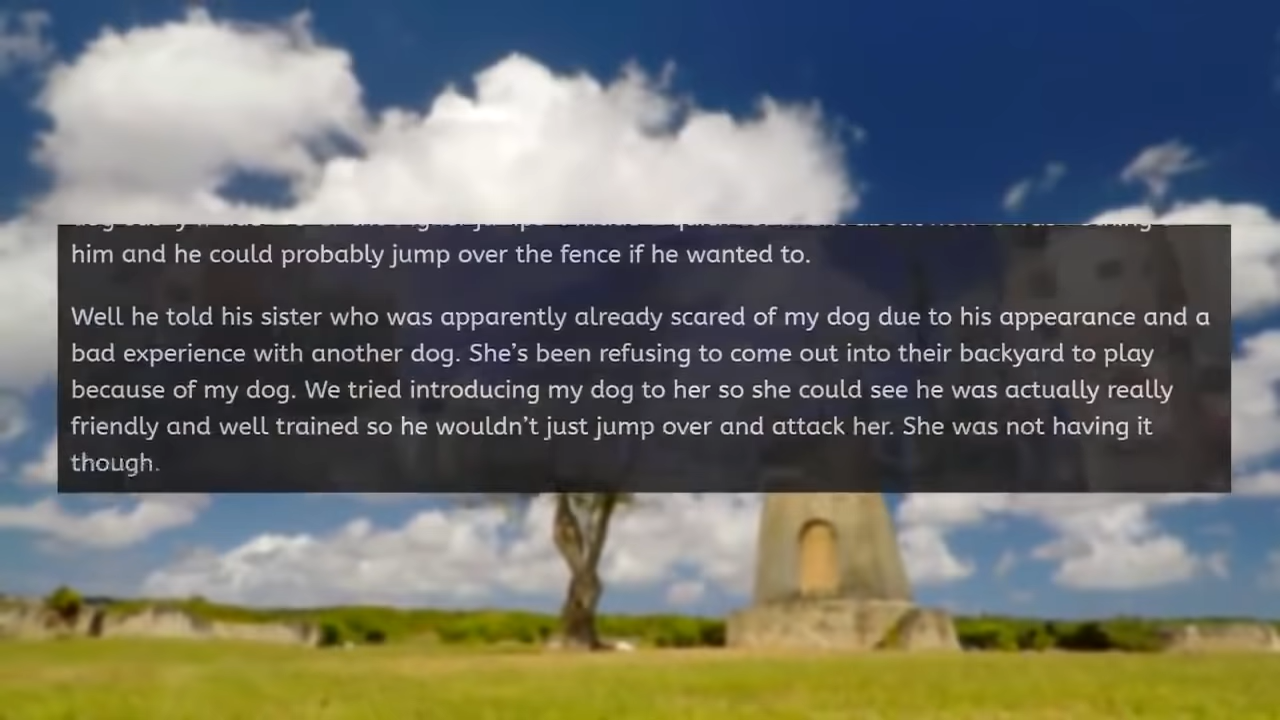 him and he could probably jump over the fence if he wanted to.
Well he told his sister who was apparently already scared of my dog due to his appearance and a
bad experience with another dog. She’s been refusing to come out into their backyard to play
because of my dog. We tried introducing my dog to her so she could see he was actually really
friendly and well trained so he wouldn’t just jump over and attack her. She was not having it
though.